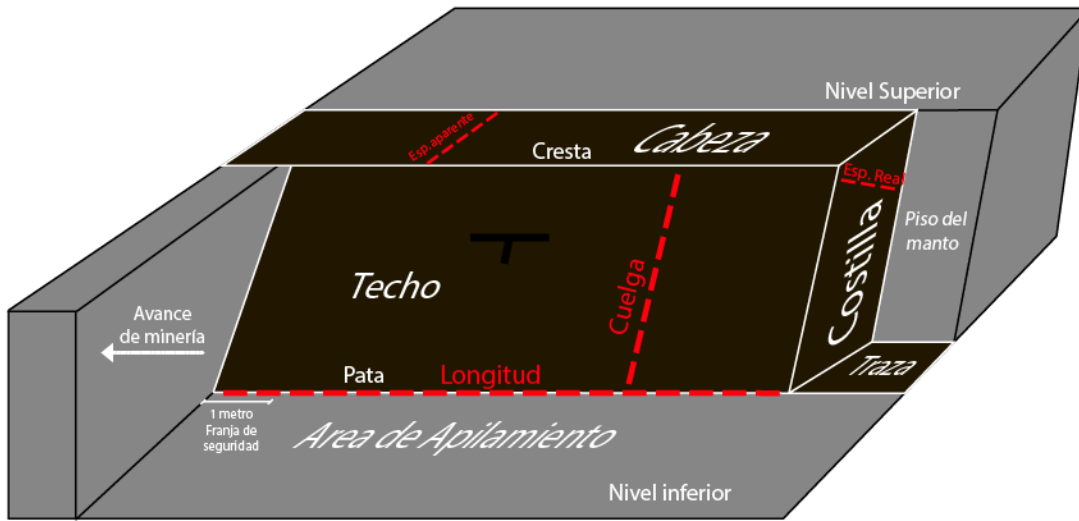 Nivel Superior
Esp. aparente
Cresta
Cabeza
Esp. Real
Costilla
Piso del
manto
Techo
Cuelga
Avance
de minería
Pata
Longitud
Traza
1 metro
Franja de
seguridad
Area de Apilamiento
Nivel inferior